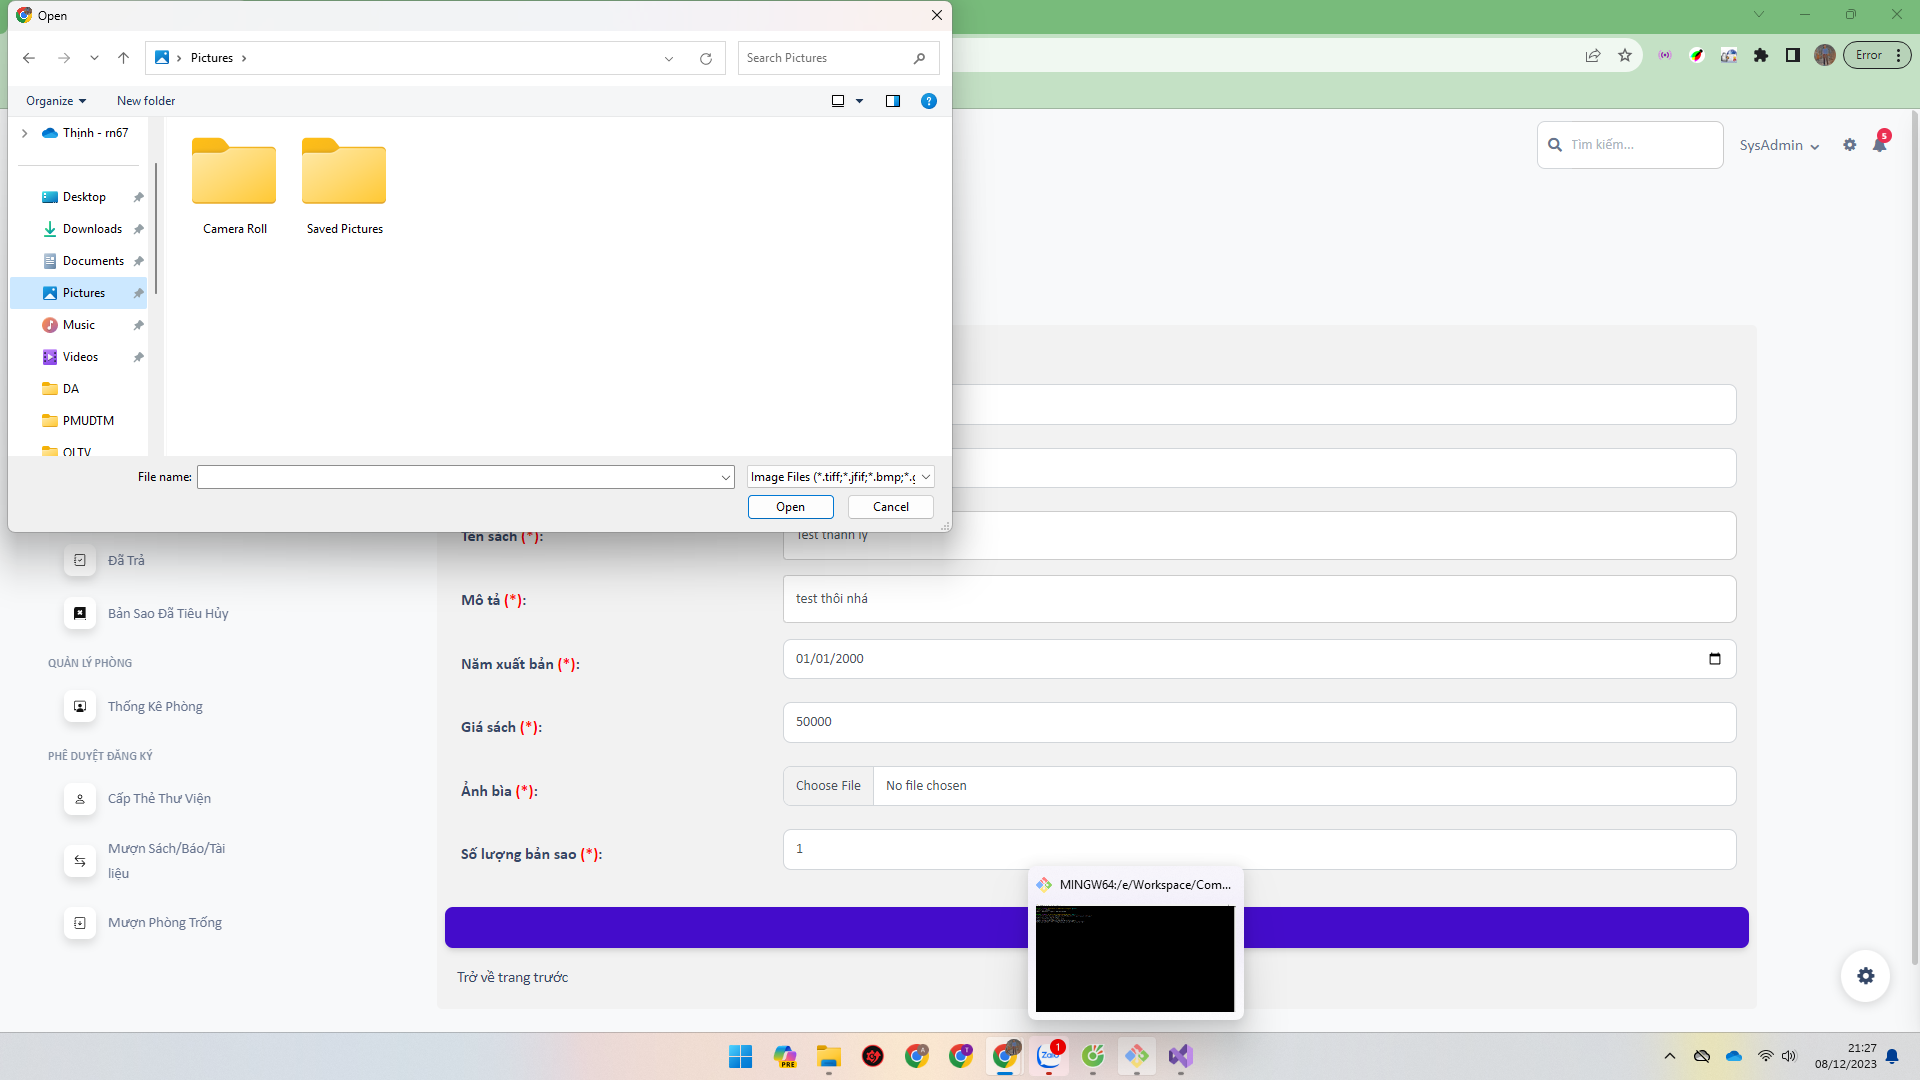 Open
Pictures
Search Pictures
Error
Organize
New folder
Thịnh - rn67
Desktop
Downloads
Documents
Pictures
Music
Videos
DA
PMUDTM
QLTV
Camera Roll
Saved Pictures
File name:
Image Files (*.tiff;*.jfif;*.bmp;*.g
Open
Cancel
Tìm kiếm...
SysAdmin
5
Tên sách (*):
Test thanh lý
Đã Trả
Mô tả (*):
test thôi nhá
Bản Sao Đã Tiêu Hủy
QUẢN LÝ PHÒNG
Năm xuất bản (*):
01/01/2000
Thống Kê Phòng
Giá sách (*):
50000
PHÊ DUYỆT ĐĂNG KÝ
Cấp Thẻ Thư Viện
Ảnh bìa (*):
Choose File
No file chosen
Mượn Sách/Báo/Tài
liệu
Số lượng bản sao (*):
1
Mượn Phòng Trống
MINGW64:/e/Workspace/Com...
Trở về trang trước
PRE
Zalo
1
21:27
08/12/2023